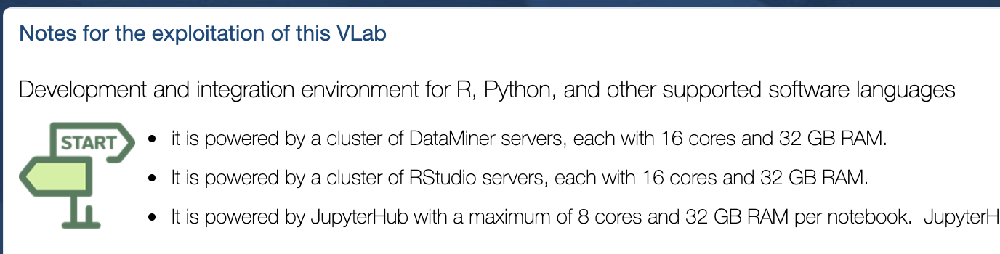 Notes for the exploitation of this VLab
Development and integration environment for R, Python, and other supported software languages
START
it is powered by a cluster of DataMiner servers, each with 16 cores and 32 GB RAM.
It is powered by a cluster of RStudio servers, each with 16 cores and 32 GB RAM.
It is powered by JupyterHub with a maximum of 8 cores and 32 GB RAM per notebook. JupyterH